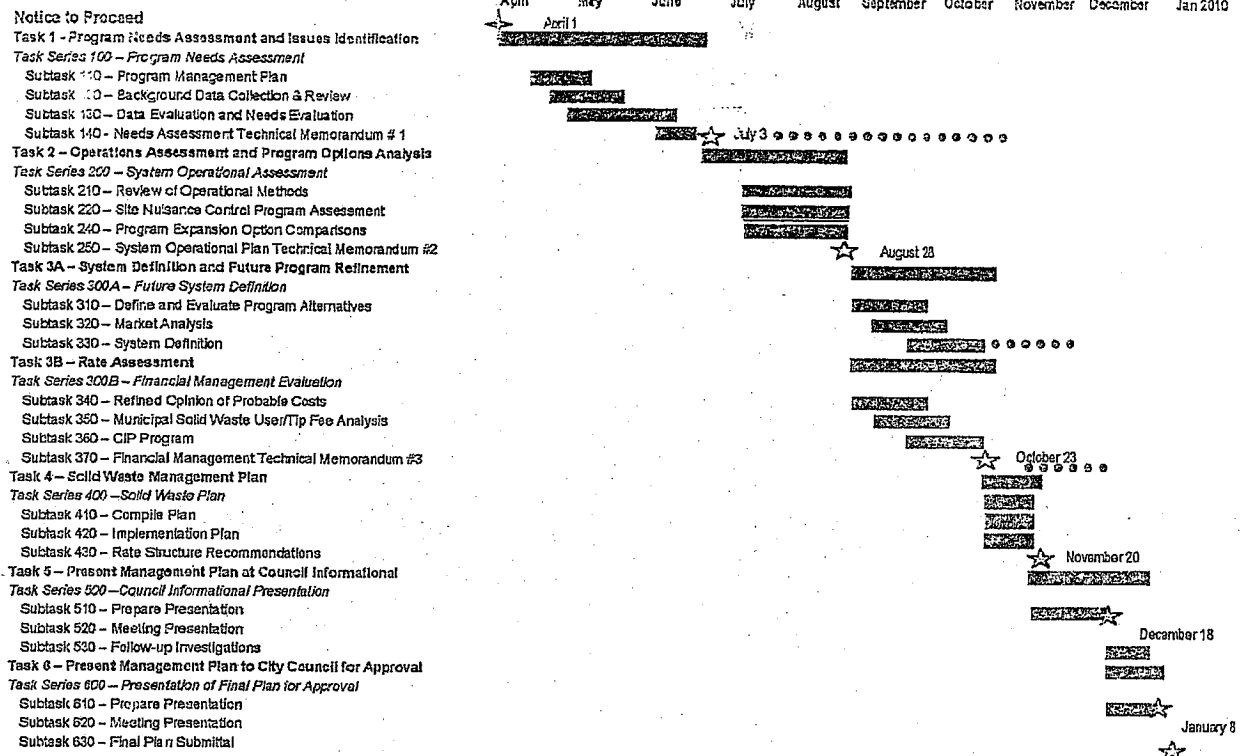 April May June July August September October November December Jan 2010
Notice to Proceed April 1
Task 1 - Program Needs Assessment and Issues Identification
Task Series 100 – Program Needs Assessment
Subtask 110 – Program Management Plan
Subtask – Background Data Collection & Review
Subtask 130 – Data Evaluation and Needs Evaluation
Subtask 140 - Needs Assessment Technical Memorandum # 1 July 3
Task 2 – Operations Assessment and Program Options Analysis
Task Series 200 – System Operational Assessment
Subtask 210 – Review of Operational Methods
Subtask 220 – Site Nuisance Control Program Assessment
Subtask 240 – Program Expansion Option Comparisons
Subtask 250 – System Operational Plan Technical Memorandum #2 August 28
Task 3A – System Definition and Future Program Refinement
Task Series 300A – Future System Definition
Subtask 310 – Define and Evaluate Program Alternatives
Subtask 320 – Market Analysis
Subtask 330 – System Definition
Task 3B – Rate Assessment
Task Series 300B – Financial Management Evaluation
Subtask 340 – Refined Opinion of Probable Costs
Subtask 350 – Municipal Solid Waste User/Tip Fee Analysis
Subtask 360 – CIP Program
Subtask 370 – Financial Management Technical Memorandum #3 October 23
Task 4 – Solid Waste Management Plan
Task Series 400 – Solid Waste Plan
Subtask 410 – Compile Plan
Subtask 420 – Implementation Plan
Subtask 430 – Rate Structure Recommendations
November 20
Task 5 – Present Management Plan at Council Informational
Task Series 500 – Council Informational Presentation
Subtask 510 – Prepare Presentation
Subtask 520 – Meeting Presentation December 18
Subtask 530 – Follow-up Investigations
Task 6 – Present Management Plan to City Council for Approval
Task Series 600 – Presentation of Final Plan for Approval
Subtask 610 – Prepare Presentation
Subtask 620 – Meeting Presentation January 8
Subtask 630 – Final Plan Submittal